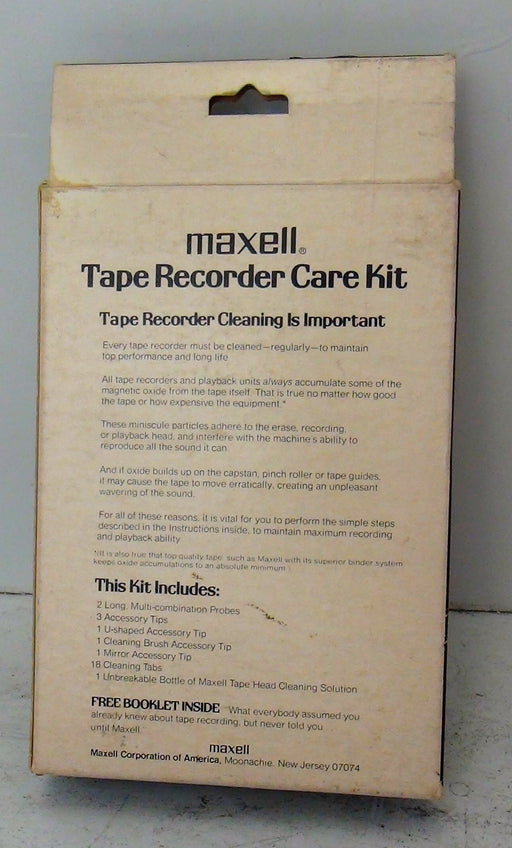 maxell®
Tape Recorder Care Kit
Tape Recorder Cleaning Is Important
Every tape recorder must be cleaned—regularly—to maintain
top performance and long life
All tape recorders and playback units always accumulate some of the
magnetic oxide from the tape itself. That is true no matter how good
the tape or how expensive the equipment.*
These miniscule particles adhere to the erase, recording,
or playback head, and interfere with the machine's ability to
reproduce all the sound it can.
And if oxide builds up on the capstan, pinch roller or tape guides,
it may cause the tape to move erratically, creating an unpleasant
wavering of the sound.
For all of these reasons, it is vital for you to perform the simple steps
described in the Instructions inside, to maintain maximum recording
and playback ability
*It is also true that top quality tape, such as Maxell with its superior binder system
keeps oxide accumulations to an absolute minimum
This Kit Includes:
2 Long, Multi-combination Probes
3 Accessory Tips
1 U-shaped Accessory Tip
1 Cleaning Brush Accessory Tip
1 Mirror Accessory Tip
18 Cleaning Tabs
1 Unbreakable Bottle of Maxell Tape Head Cleaning Solution
FREE BOOKLET INSIDE What everybody assumed you
already knew about tape recording, but never told you
until Maxell
maxell
Maxell Corporation of America, Moonachie, New Jersey 07074